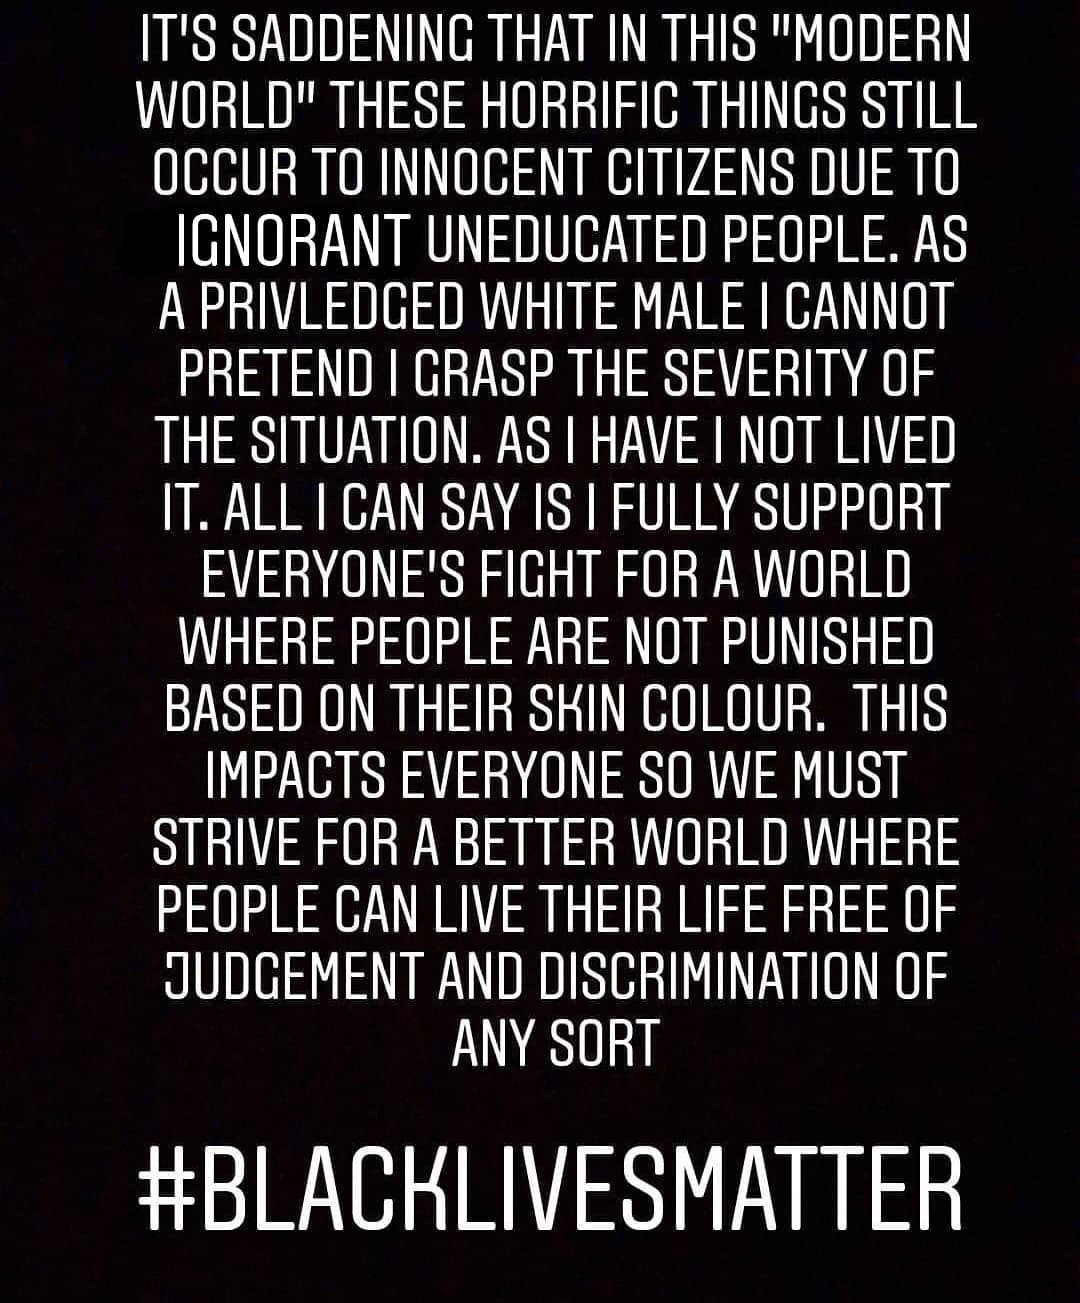 IT'S SADDENING THAT IN THIS "MODERN
WORLD" THESE HORRIFIC THINGS STILL
OCCUR TO INNOCENT CITIZENS DUE TO
IGNORANT UNEDUCATED PEOPLE. AS
A PRIVLEDGED WHITE MALE I CANNOT
PRETEND I GRASP THE SEVERITY OF
THE SITUATION. AS I HAVE I NOT LIVED
IT. ALL I CAN SAY IS I FULLY SUPPORT
EVERYONE'S FIGHT FOR A WORLD
WHERE PEOPLE ARE NOT PUNISHED
BASED ON THEIR SKIN COLOUR. THIS
IMPACTS EVERYONE SO WE MUST
STRIVE FOR A BETTER WORLD WHERE
PEOPLE CAN LIVE THEIR LIFE FREE OF
JUDGEMENT AND DISCRIMINATION OF
ANY SORT
#BLACKLIVESMATTER